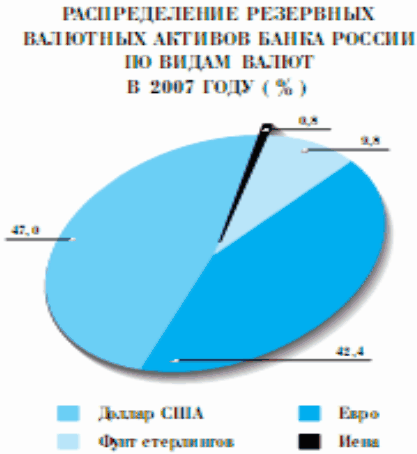 РАСПРЕДЕЛЕНИЕ РЕЗЕРВНЫХ
ВАЛЮТНЫХ АКТИВОВ БАНКА РОССИИ
ПО ВИДАМ ВАЛЮТ
В 2007 ГОДУ ( % )
0,8
9,8
47,0
42,4
Доллар США
Евро
Фунт стерлингов
Иена